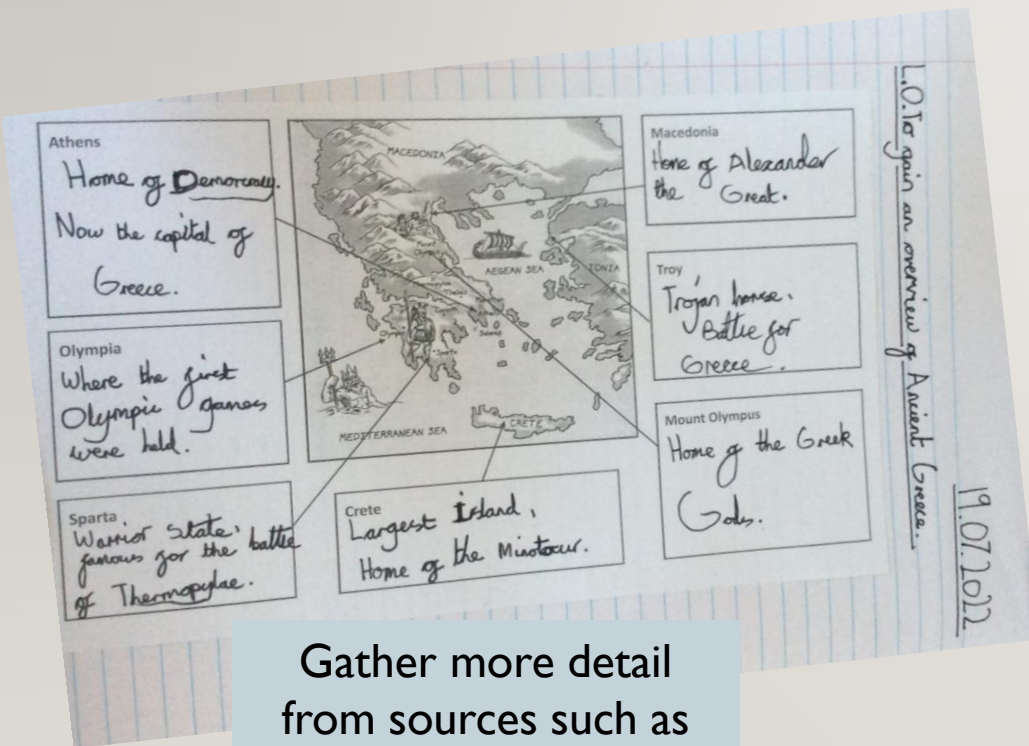 L.O. To gain an overview of Ancient Greece.
19.07.2022
Athens
Home of Democracy.
Now the capital of
Greece.
Olympia
Where the first
Olympic games
were held.
Sparta
Warrior State,
famous for the battle
of Thermopylae.
MACEDONIA
AEGEAN SEA
IONIA
Sparta
MEDITERRANEAN SEA
CRETE
Crete
Largest Island,
Home of the Minotaur.
Macedonia
Home of Alexander
the Great.
Troy
Trojan horse.
Battle for
Greece.
Mount Olympus
Home of the Greek
Gods.
Gather more detail
from sources such as